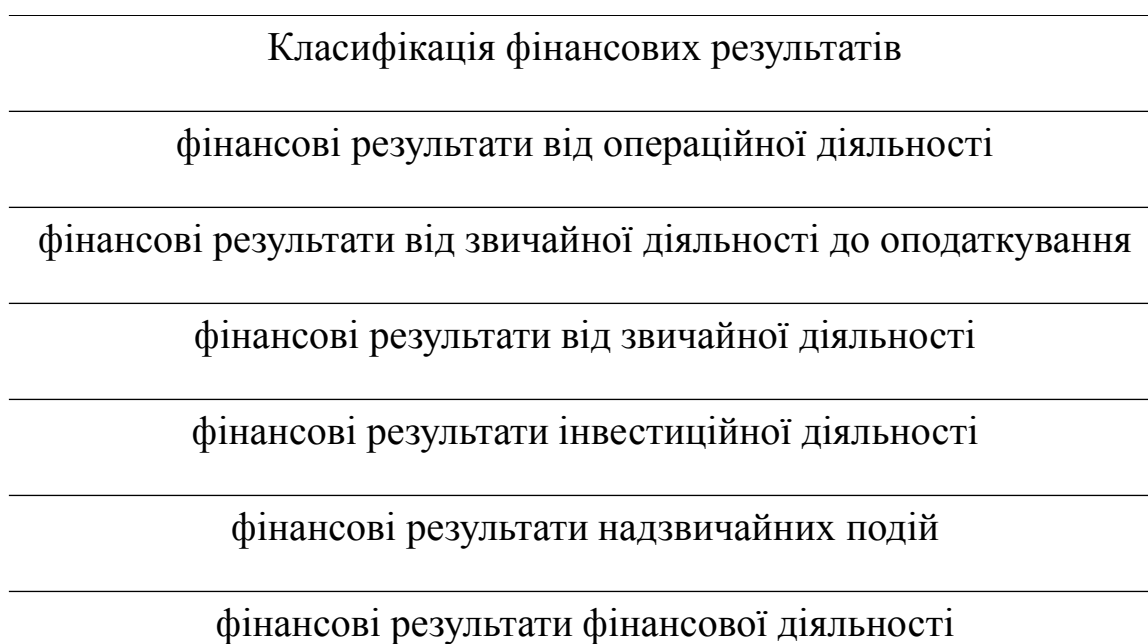 Класифікація фінансових результатів
фінансові результати від операційної діяльності
фінансові результати від звичайної діяльності до оподаткування
фінансові результати від звичайної діяльності
фінансові результати інвестиційної діяльності
фінансові результати надзвичайних подій
фінансові результати фінансової діяльності